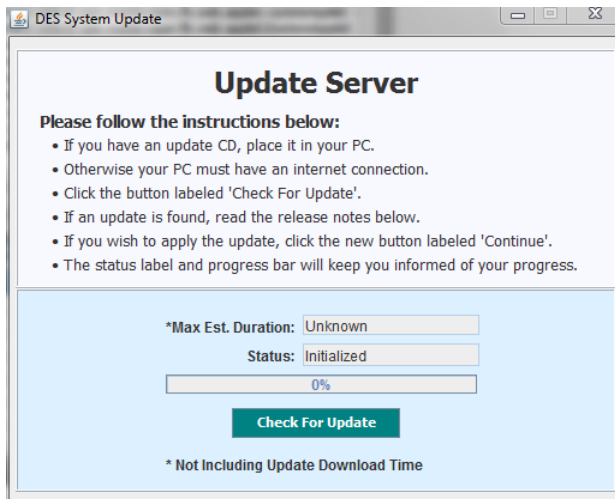 DES System Update
Update Server
Please follow the instructions below:
• If you have an update CD, place it in your PC.
• Otherwise your PC must have an internet connection.
• Click the button labeled 'Check For Update'.
• If an update is found, read the release notes below.
• If you wish to apply the update, click the new button labeled 'Continue'.
• The status label and progress bar will keep you informed of your progress.
*Max Est. Duration: Unknown
Status: Initialized
0%
Check For Update
* Not Including Update Download Time